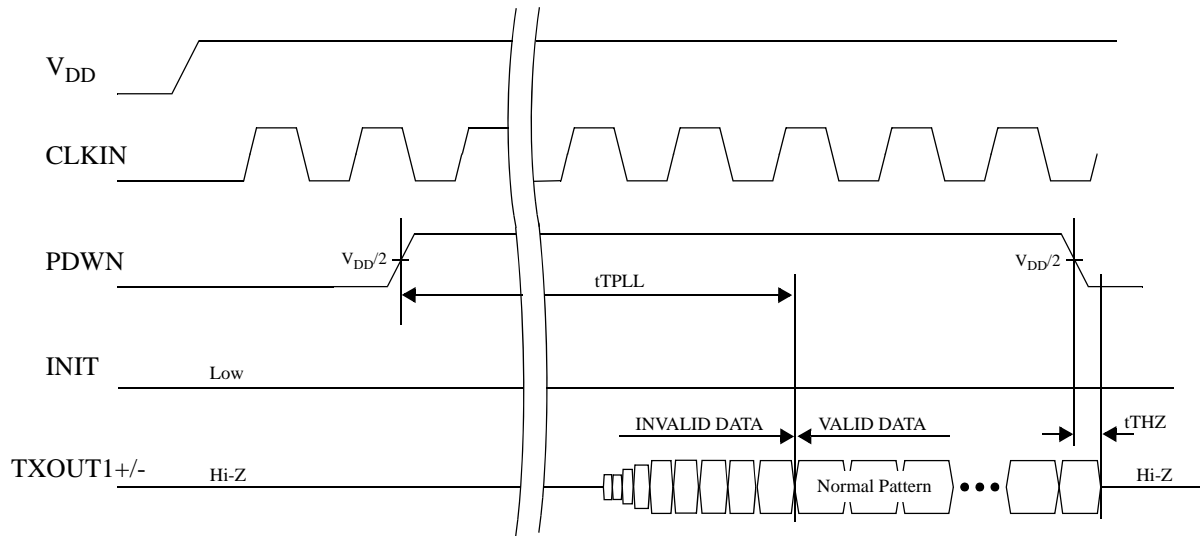 VDD
CLKIN
PDWN
VDD/2
VDD/2
tTPLL
INIT
Low
INVALID DATA
VALID DATA
tTHZ
TXOUT1+/-
Hi-Z
Normal Pattern
Hi-Z